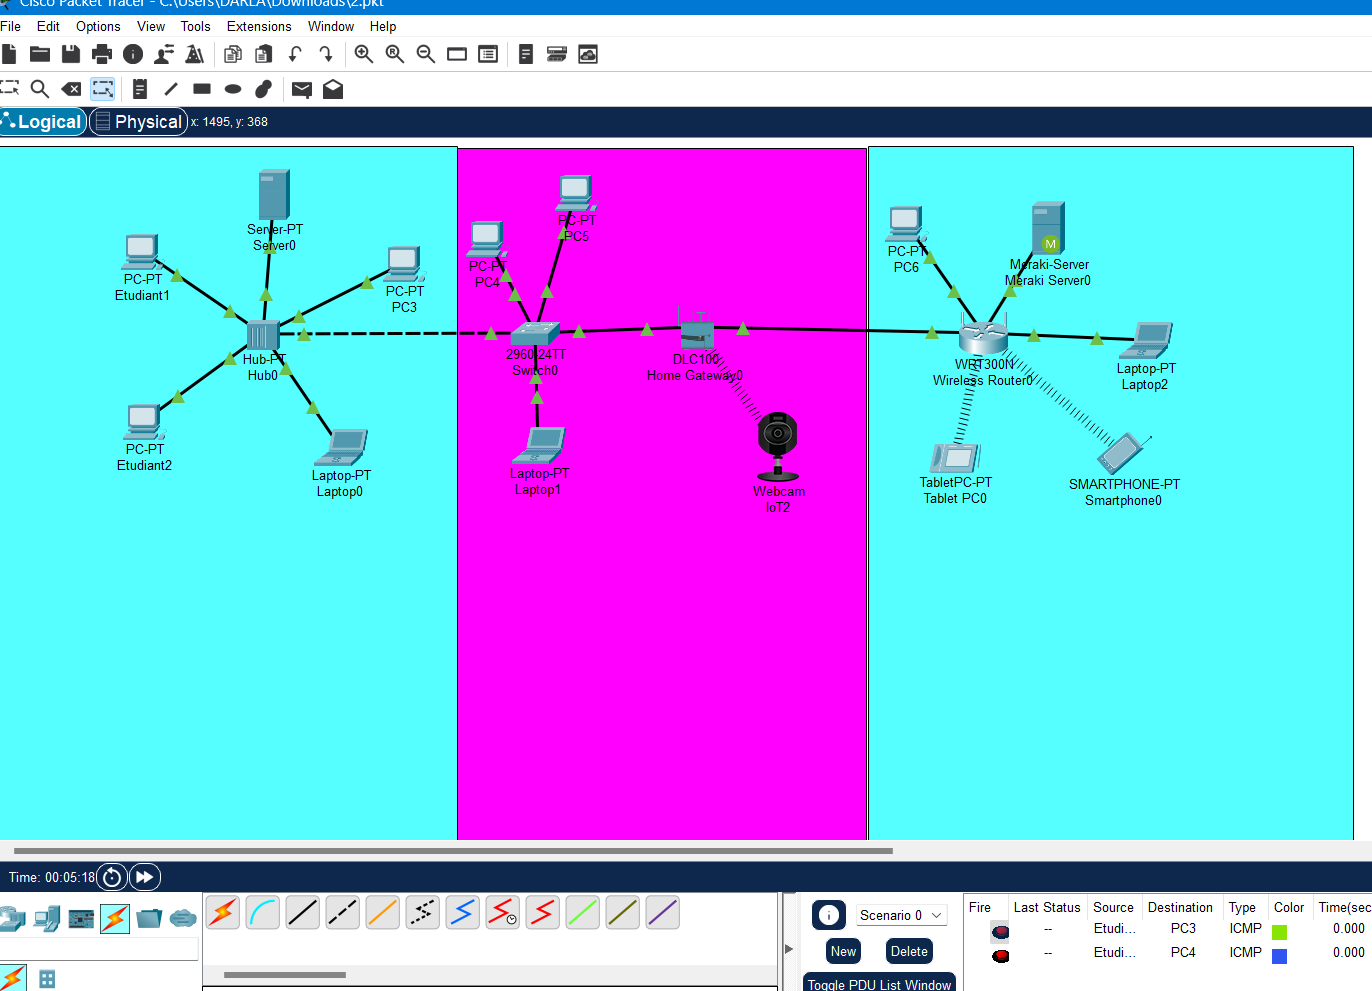 Cisco Packet Tracer - C:\Users\DARLA\Downloads\2.pkt
File Edit Options View Tools Extensions Window Help
Logical Physical x: 1495, y: 368
Server-PT
Server0
PC-PT
Etudiant1
PC-PT
PC3
Hub-PT
Hub0
PC-PT
Etudiant2
Laptop-PT
Laptop0
PC-PT
PC5
PC-PT
PC4
2960-24TT
Switch0
DLC100
Home Gateway0
Laptop-PT
Laptop1
Webcam
IoT2
PC-PT
PC6
M
Meraki-Server
Meraki Server0
WRT300N
Wireless Router0
Laptop-PT
Laptop2
TabletPC-PT
Tablet PC0
SMARTPHONE-PT
Smartphone0
Time: 00:05:18
Scenario 0
New Delete
Toggle PDU List Window
Fire Last Status Source Destination Type Color Time(sec
-- Etudi... PC3 ICMP 0.000
-- Etudi... PC4 ICMP 0.000